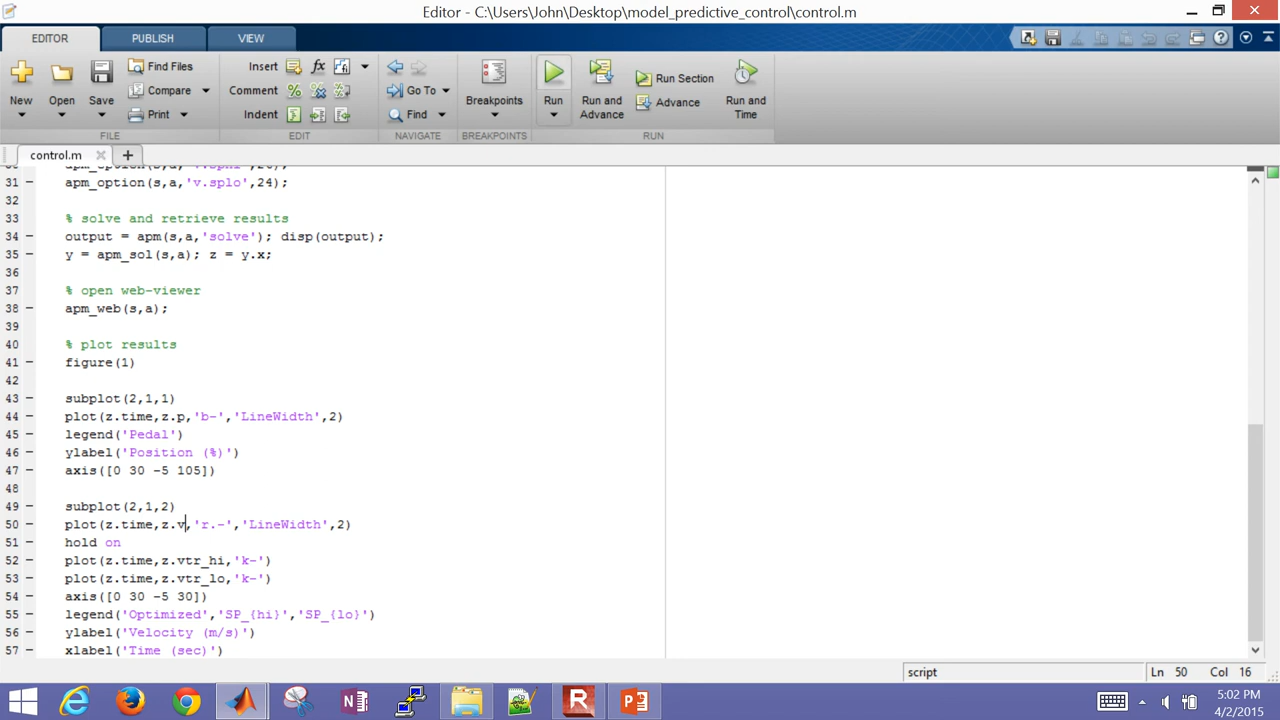 Editor - C:\Users\John\Desktop\model_predictive_control\control.m
EDITOR PUBLISH VIEW
New Open Save Find Files Compare Print
Insert fx Comment Indent
Go To Find
Breakpoints
Run Run and Advance Run Section Advance Run and Time
FILE EDIT NAVIGATE BREAKPOINTS RUN
control.m
31 apm_option(s,a,'v.splo',24);
32
33 % solve and retrieve results
34 output = apm(s,a,'solve'); disp(output);
35 y = apm_sol(s,a); z = y.x;
36
37 % open web-viewer
38 apm_web(s,a);
39
40 % plot results
41 figure(1)
42
43 subplot(2,1,1)
44 plot(z.time,z.p,'b-','LineWidth',2)
45 legend('Pedal')
46 ylabel('Position (%)')
47 axis([0 30 -5 105])
48
49 subplot(2,1,2)
50 plot(z.time,z.v,'r.-','LineWidth',2)
51 hold on
52 plot(z.time,z.vtr_hi,'k-')
53 plot(z.time,z.vtr_lo,'k-')
54 axis([0 30 -5 30])
55 legend('Optimized','SP_{hi}','SP_{lo}')
56 ylabel('Velocity (m/s)')
57 xlabel('Time (sec)')
script Ln 50 Col 16
5:02 PM
4/2/2015